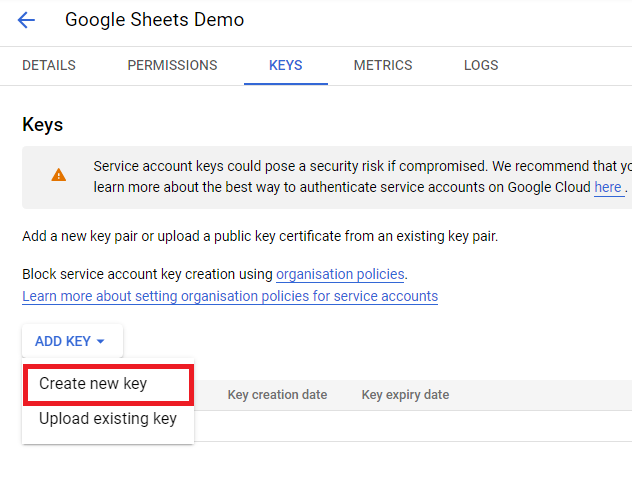 Google Sheets Demo
DETAILS PERMISSIONS KEYS METRICS LOGS
Keys
Service account keys could pose a security risk if compromised. We recommend that
learn more about the best way to authenticate service accounts on Google Cloud here .
Add a new key pair or upload a public key certificate from an existing key pair.
Block service account key creation using organisation policies.
Learn more about setting organisation policies for service accounts
ADD KEY
Create new key
Key creation date Key expiry date
Upload existing key